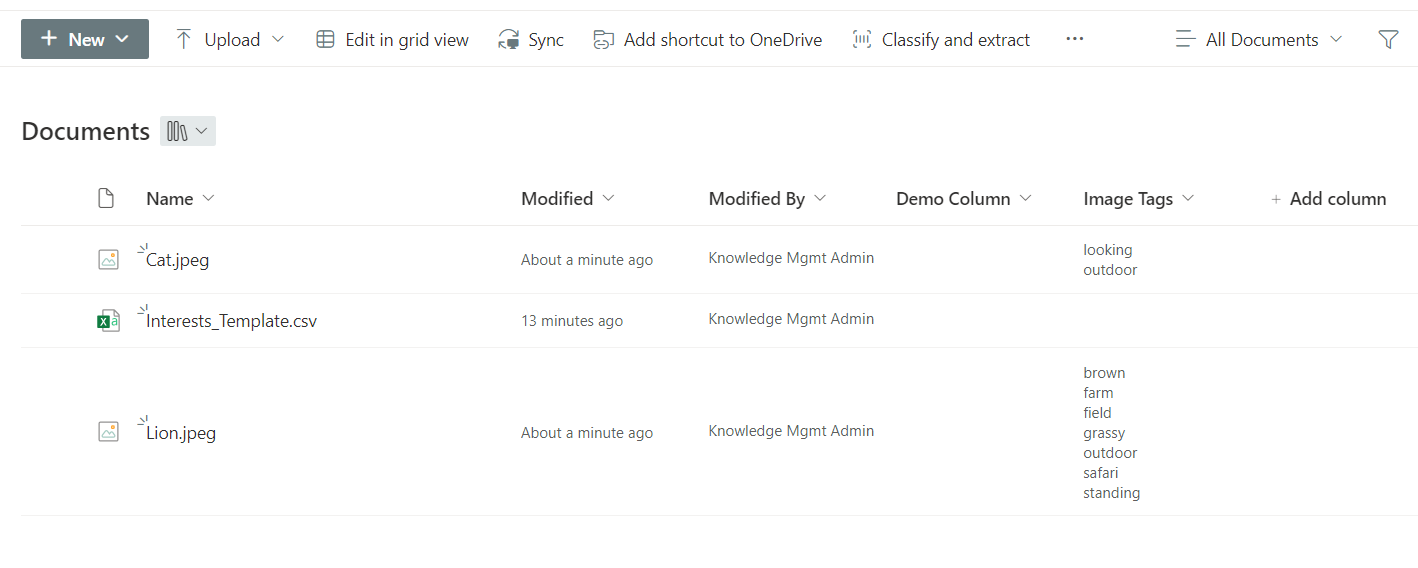 + New Upload Edit in grid view Sync Add shortcut to OneDrive Classify and extract ... All Documents
Documents
Name Modified Modified By Demo Column Image Tags + Add column
Cat.jpeg About a minute ago Knowledge Mgmt Admin looking
outdoor
Interests_Template.csv 13 minutes ago Knowledge Mgmt Admin
brown
farm
field
Lion.jpeg About a minute ago Knowledge Mgmt Admin grassy
outdoor
safari
standing